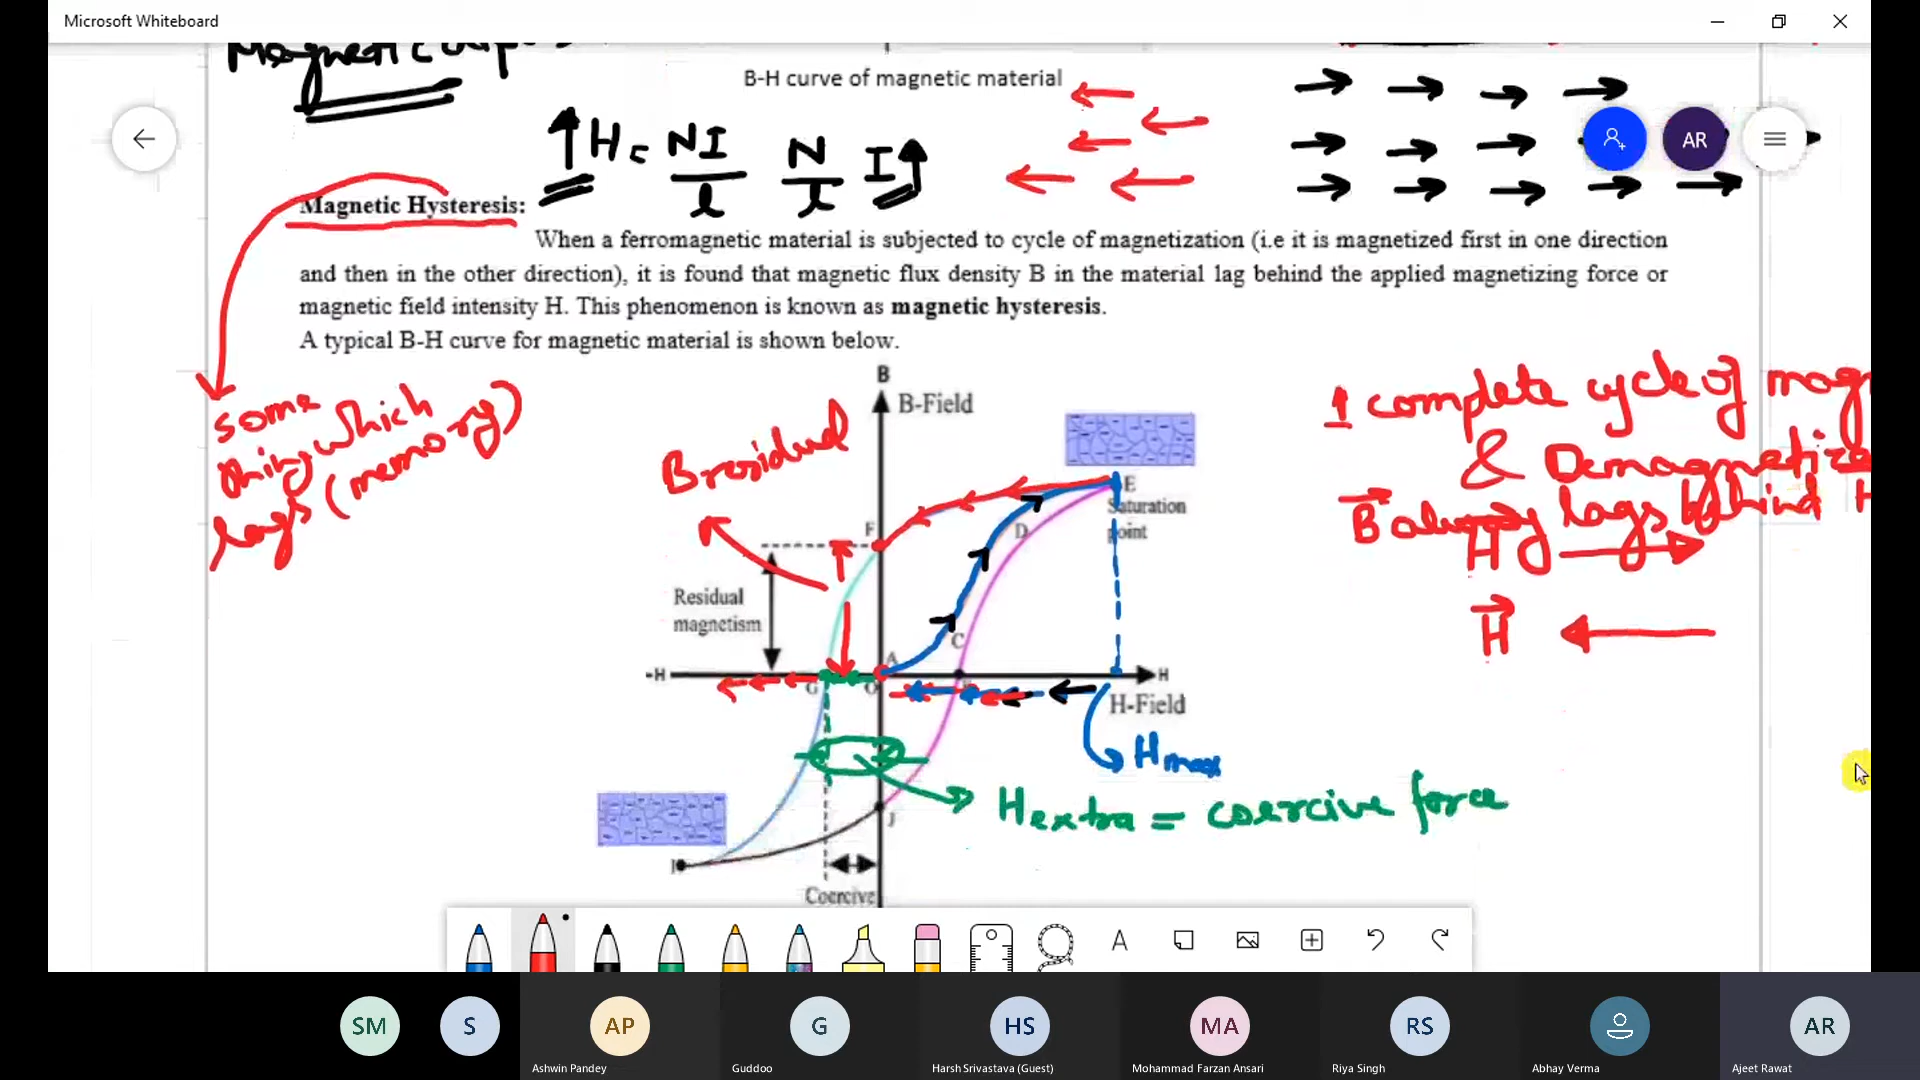 Microsoft Whiteboard
Magnetic
B-H curve of magnetic material
H = NI/l N/l I
AR
Magnetic Hysteresis:
When a ferromagnetic material is subjected to cycle of magnetization (i.e it is magnetized first in one direction
and then in the other direction), it is found that magnetic flux density B in the material lag behind the applied magnetizing force or
magnetic field intensity H. This phenomenon is known as magnetic hysteresis.
A typical B-H curve for magnetic material is shown below.
some
thing which
lags (memory)
B
B-Field
B residual
E
Saturation
point
F
D
Residual
magnetism
C
A
-H
G
O
H
H-Field
Hmax
Hextra = coercive force
J
I
Coercive
1 complete cycle of
& Demagnetize
B always lags behind H
H
H
A
SM
S
AP
G
HS
MA
RS
AR
Ashwin Pandey
Guddoo
Harsh Srivastava (Guest)
Mohammad Farzan Ansari
Riya Singh
Abhay Verma
Ajeet Rawat